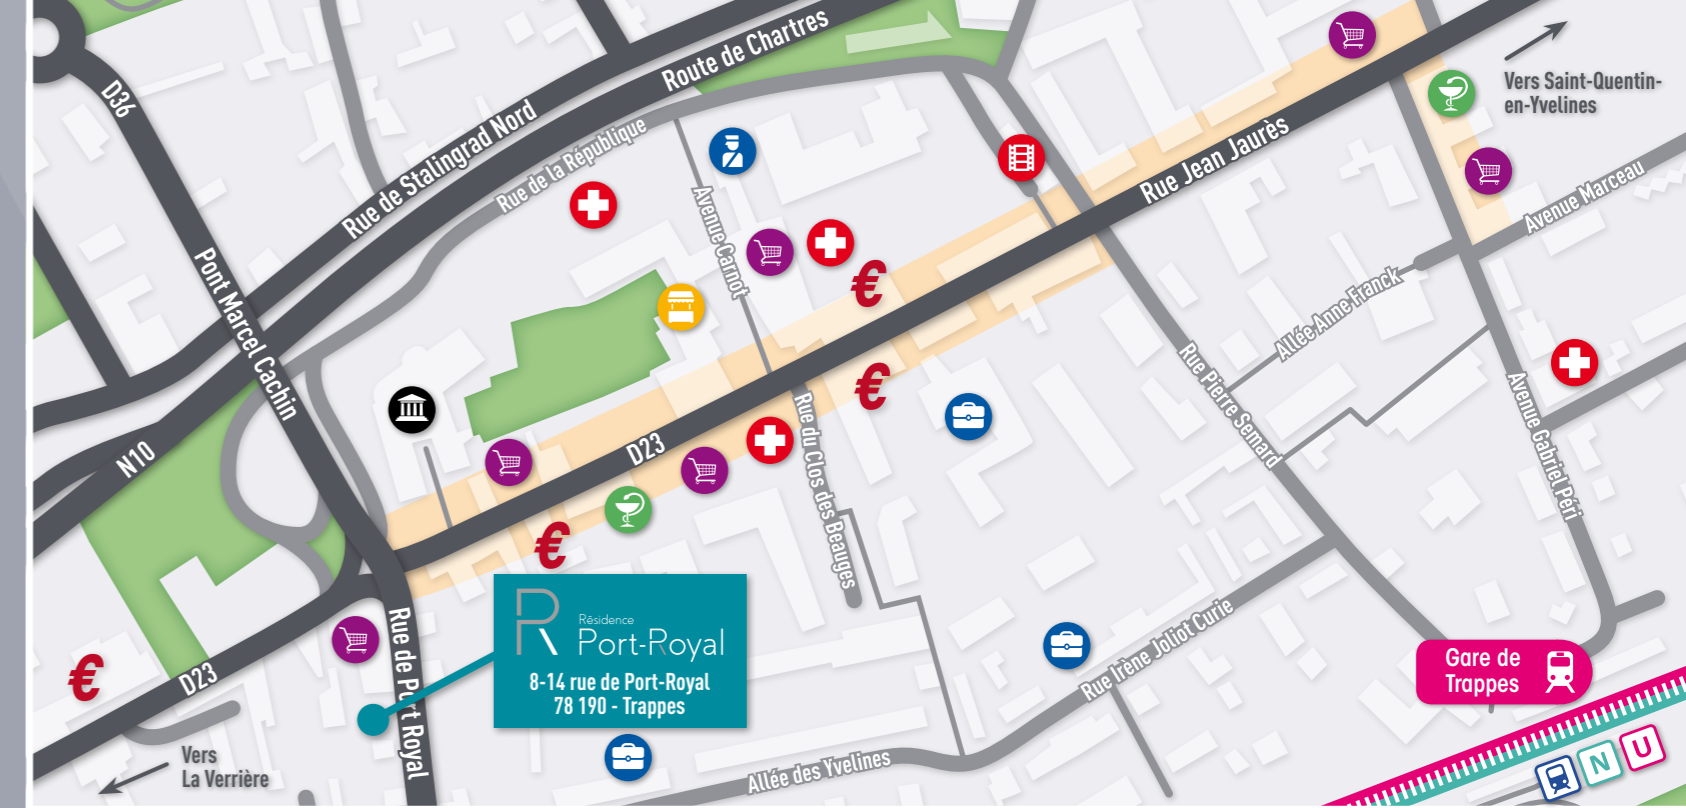 D36
Rue de Stalingrad Nord
Route de Chartres
Rue de la République
Vers Saint-Quentin-
en-Yvelines
Rue Jean Jaurès
Avenue Marceau
Avenue Carnot
Pont Marcel Cachin
€
Allée Anne Franck
Rue Pierre Semard
€
Avenue Gabriel Péri
N10
D23
Rue du Clos des Beauges
€
R
Résidence
Port-Royal
8-14 rue de Port-Royal
78 190 - Trappes
Rue de Port Royal
€
D23
Rue Irène Joliot Curie
Gare de
Trappes
Vers
La Verrière
Allée des Yvelines
N
U